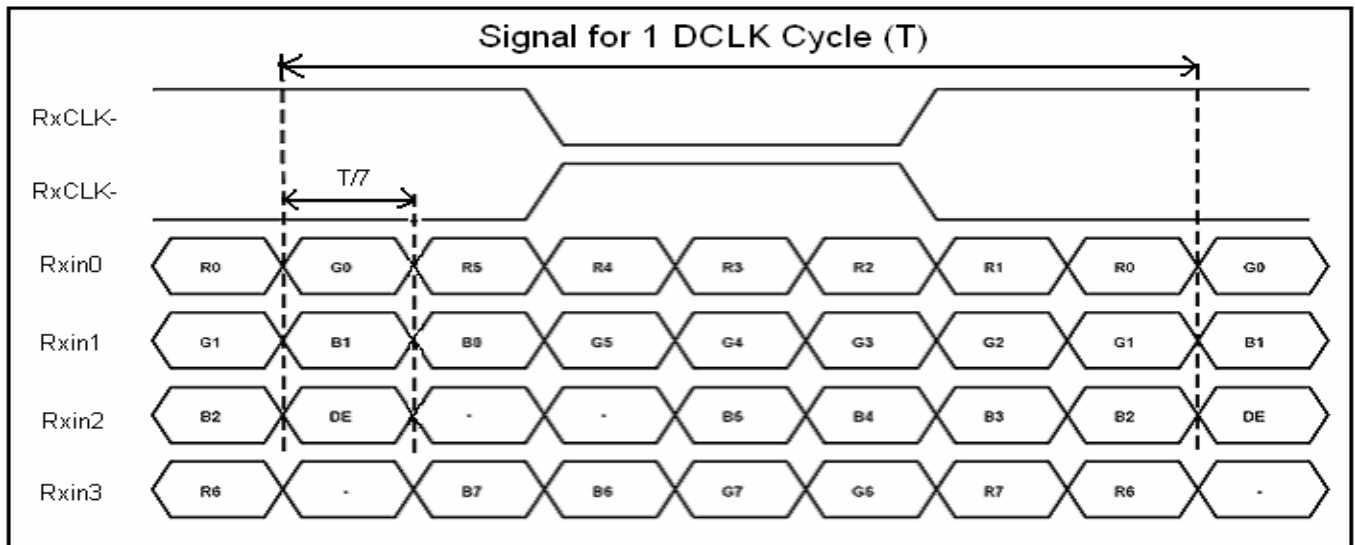 Signal for 1 DCLK Cycle (T)
RxCLK-
RxCLK-
T/7
Rxin0 R0 G0 R5 R4 R3 R2 R1 R0 G0
Rxin1 G1 B1 B0 G5 G4 G3 G2 G1 B1
Rxin2 B2 DE - - B5 B4 B3 B2 DE
Rxin3 R6 - B7 B6 G7 G6 R7 R6 -